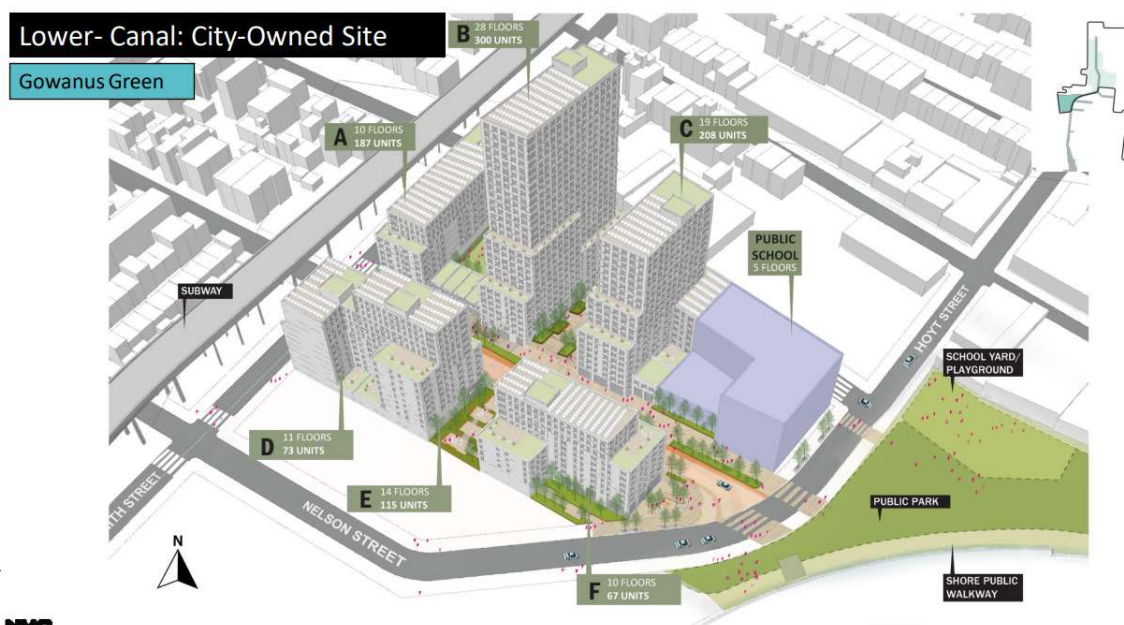 Lower- Canal: City-Owned Site
Gowanus Green
B 28 FLOORS
300 UNITS
A 10 FLOORS
187 UNITS
C 19 FLOORS
208 UNITS
PUBLIC
SCHOOL
5 FLOORS
SUBWAY
HOYT STREET
SCHOOL YARD/
PLAYGROUND
D 11 FLOORS
73 UNITS
E 14 FLOORS
115 UNITS
PUBLIC PARK
NELSON STREET
STREET
N
F 10 FLOORS
67 UNITS
SHORE PUBLIC
WALKWAY